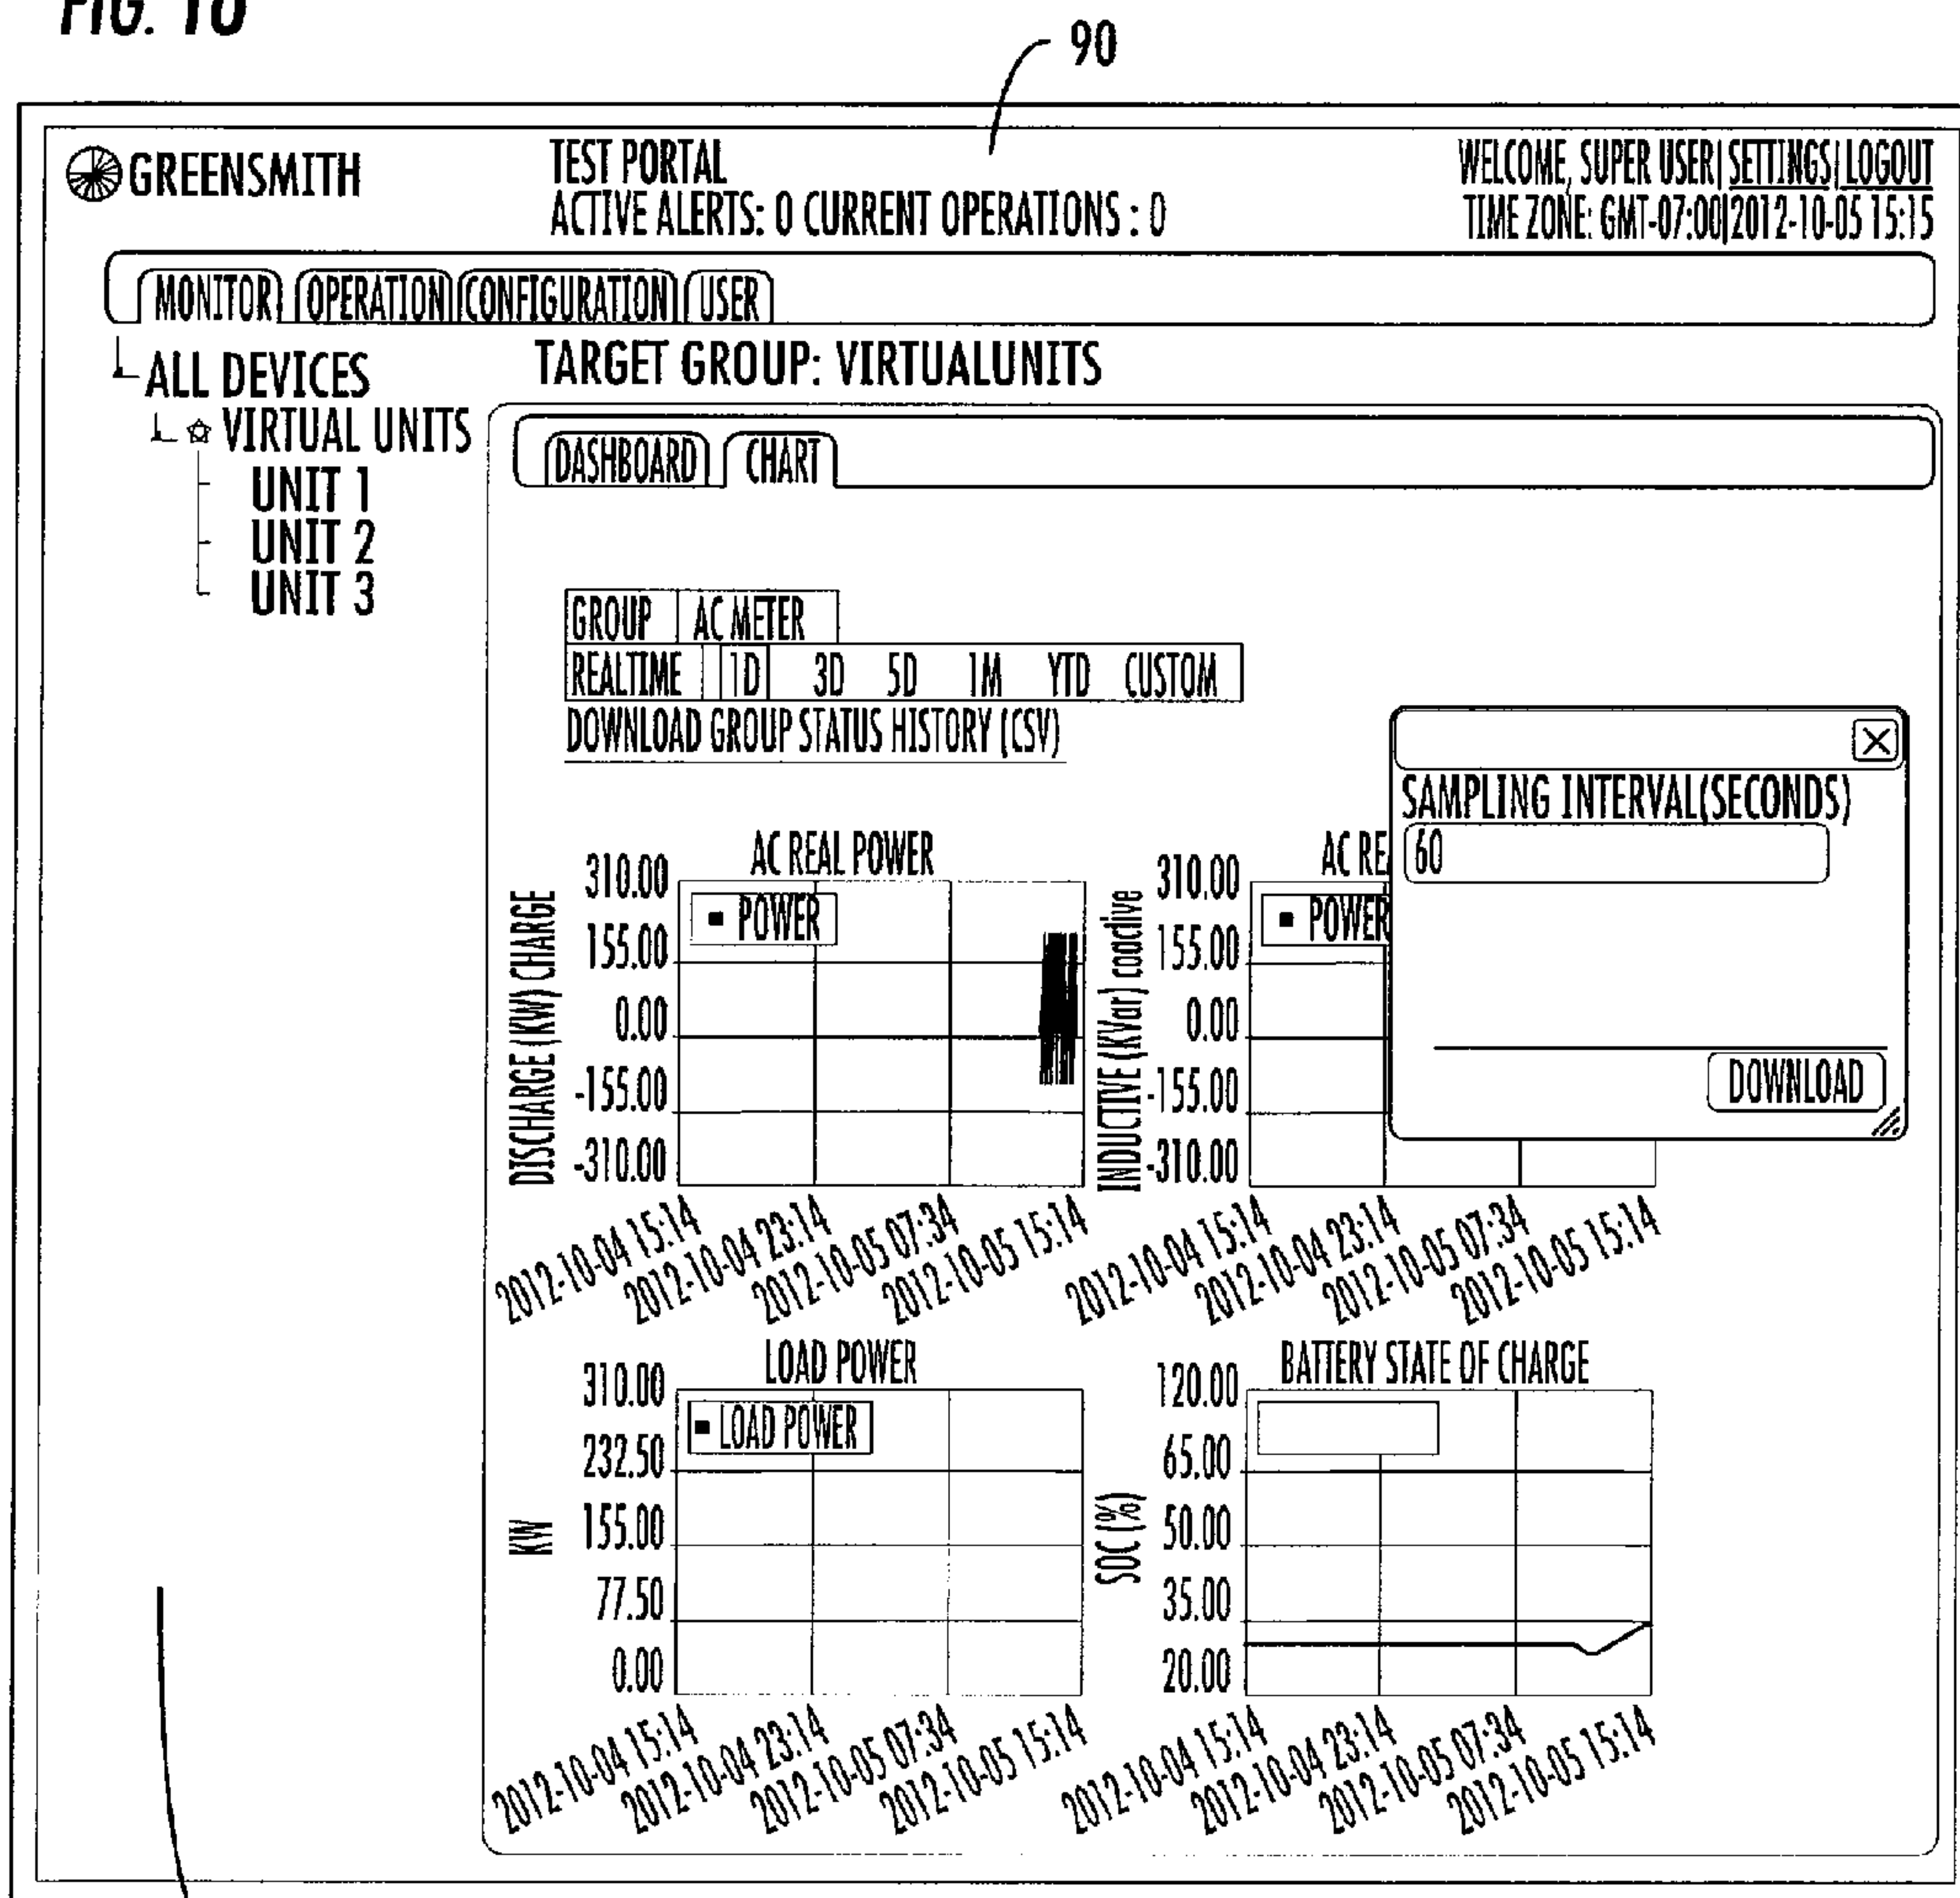 FIG. 10
90
GREENSMITH
TEST PORTAL
ACTIVE ALERTS: 0 CURRENT OPERATIONS : 0
WELCOME, SUPER USER|SETTINGS|LOGOUT
TIME ZONE: GMT-07:00|2012-10-05 15:15
MONITOR OPERATION CONFIGURATION USER
ALL DEVICES
VIRTUAL UNITS
UNIT 1
UNIT 2
UNIT 3
TARGET GROUP: VIRTUALUNITS
DASHBOARD CHART
GROUP AC METER
REALTIME 1D 3D 5D 1M YTD CUSTOM
DOWNLOAD GROUP STATUS HISTORY (CSV)
SAMPLING INTERVAL(SECONDS)
60
DOWNLOAD
AC REAL POWER
DISCHARGE (KW) CHARGE
310.00
155.00
0.00
-155.00
-310.00
POWER
2012-10-04 15:14
2012-10-04 23:14
2012-10-05 07:34
2012-10-05 15:14
AC RE
INDUCTIVE (KVar) coaclive
310.00
155.00
0.00
-155.00
-310.00
POWER
2012-10-04 15:14
2012-10-04 23:14
2012-10-05 07:34
2012-10-05 15:14
LOAD POWER
KW
310.00
232.50
155.00
77.50
0.00
LOAD POWER
2012-10-04 15:14
2012-10-04 23:14
2012-10-05 07:34
2012-10-05 15:14
BATTERY STATE OF CHARGE
SOC (%)
120.00
65.00
50.00
35.00
20.00
2012-10-04 15:14
2012-10-04 23:14
2012-10-05 07:34
2012-10-05 15:14